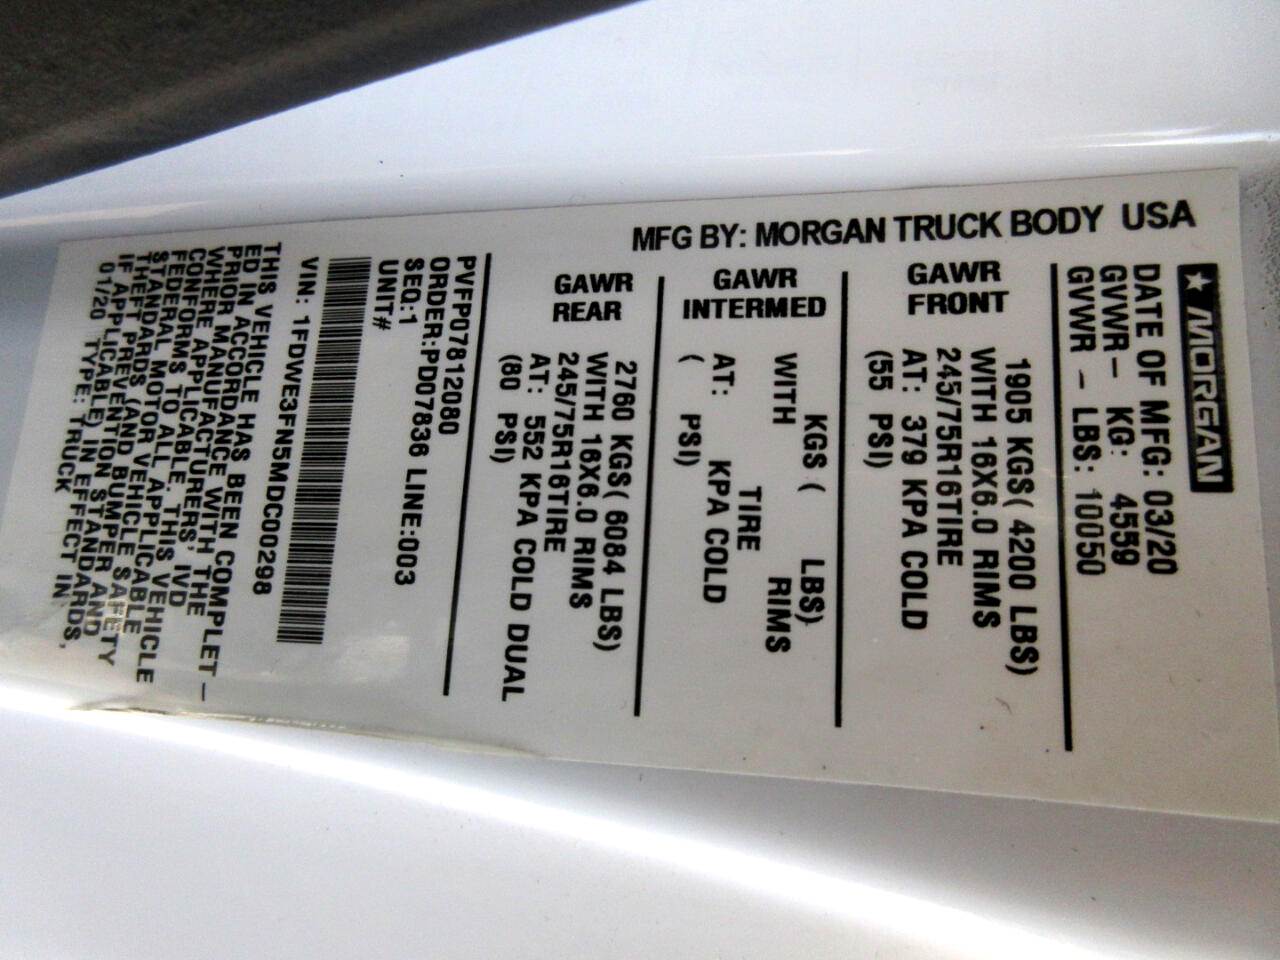 MFG BY: MORGAN TRUCK BODY USA
MORGAN
DATE OF MFG: 03/20
GVWR- KG: 4559
GVWR - LBS: 10050
GAWR
FRONT
1905 KGS( 4200 LBS)
WITH 16X6.0 RIMS
245/75R16TIRE
AT: 379 KPA COLD
(55 PSI)
GAWR
INTERMED
KGS ( LBS)
WITH RIMS
TIRE
AT: KPA COLD
( PSI)
GAWR
REAR
2760 KGS( 6084 LBS)
WITH 16X6.0 RIMS
245/75R16TIRE
AT: 552 KPA COLD DUAL
(80 PSI)
PVFP07812080
ORDER:PD07836 LINE:003
SEQ:1
UNIT#
VIN: 1FDWE3FN5MDC00298
THIS VEHICLE HAS BEEN COMPLET-
ED IN ACCORDANCE WITH THE
PRIOR MANUFACTURERS' IVD
WHERE APPLICABLE. THIS VEHICLE
CONFORMS TO ALL APPLICABLE
FEDERAL MOTOR VEHICLE SAFETY
STANDARDS (AND BUMPER AND
THEFT PREVENTION STANDARDS,
IF APPLICABLE) IN EFFECT IN
01/20 TYPE: TRUCK